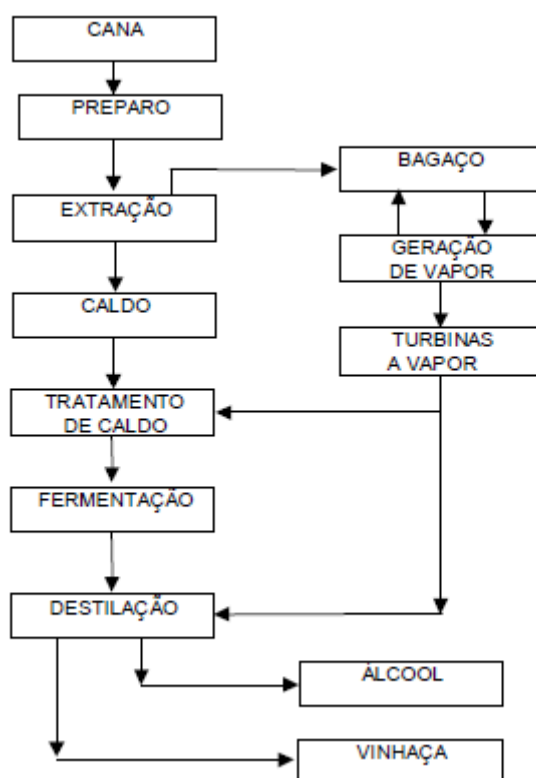 CANA
PREPARO
EXTRAÇÃO
BAGAÇO
GERAÇÃO
DE VAPOR
CALDO
TURBINAS
A VAPOR
TRATAMENTO
DE CALDO
FERMENTAÇÃO
DESTILAÇÃO
ÁLCOOL
VINHAÇA